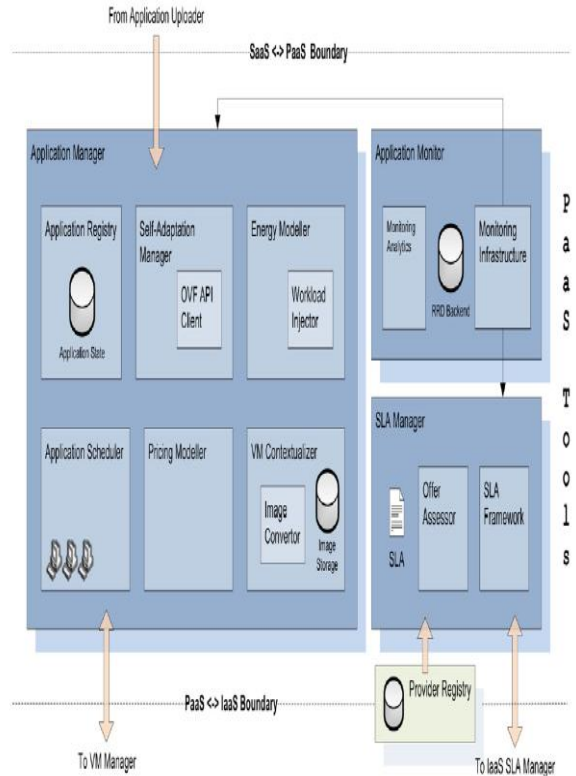 From Application Uploader
SaaS <-> PaaS Boundary
Application Manager
Application Registry
Application State
Self-Adaptation
Manager
OVF API
Client
Energy Modeller
Workload
Injector
Application Scheduler
Pricing Modeller
VM Contextualizer
Image
Convertor
Image
Storage
Application Monitor
Monitoring
Analytics
RRD Backend
Monitoring
Infrastructure
SLA Manager
SLA
Offer
Assessor
SLA
Framework
PaaS Tools
Provider Registry
PaaS <-> IaaS Boundary
To VM Manager
To IaaS SLA Manager